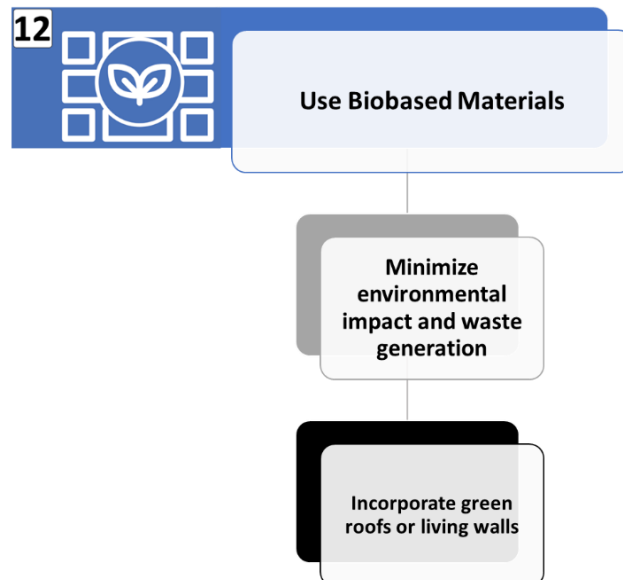 12
Use Biobased Materials
Minimize
environmental
impact and waste
generation
Incorporate green
roofs or living walls